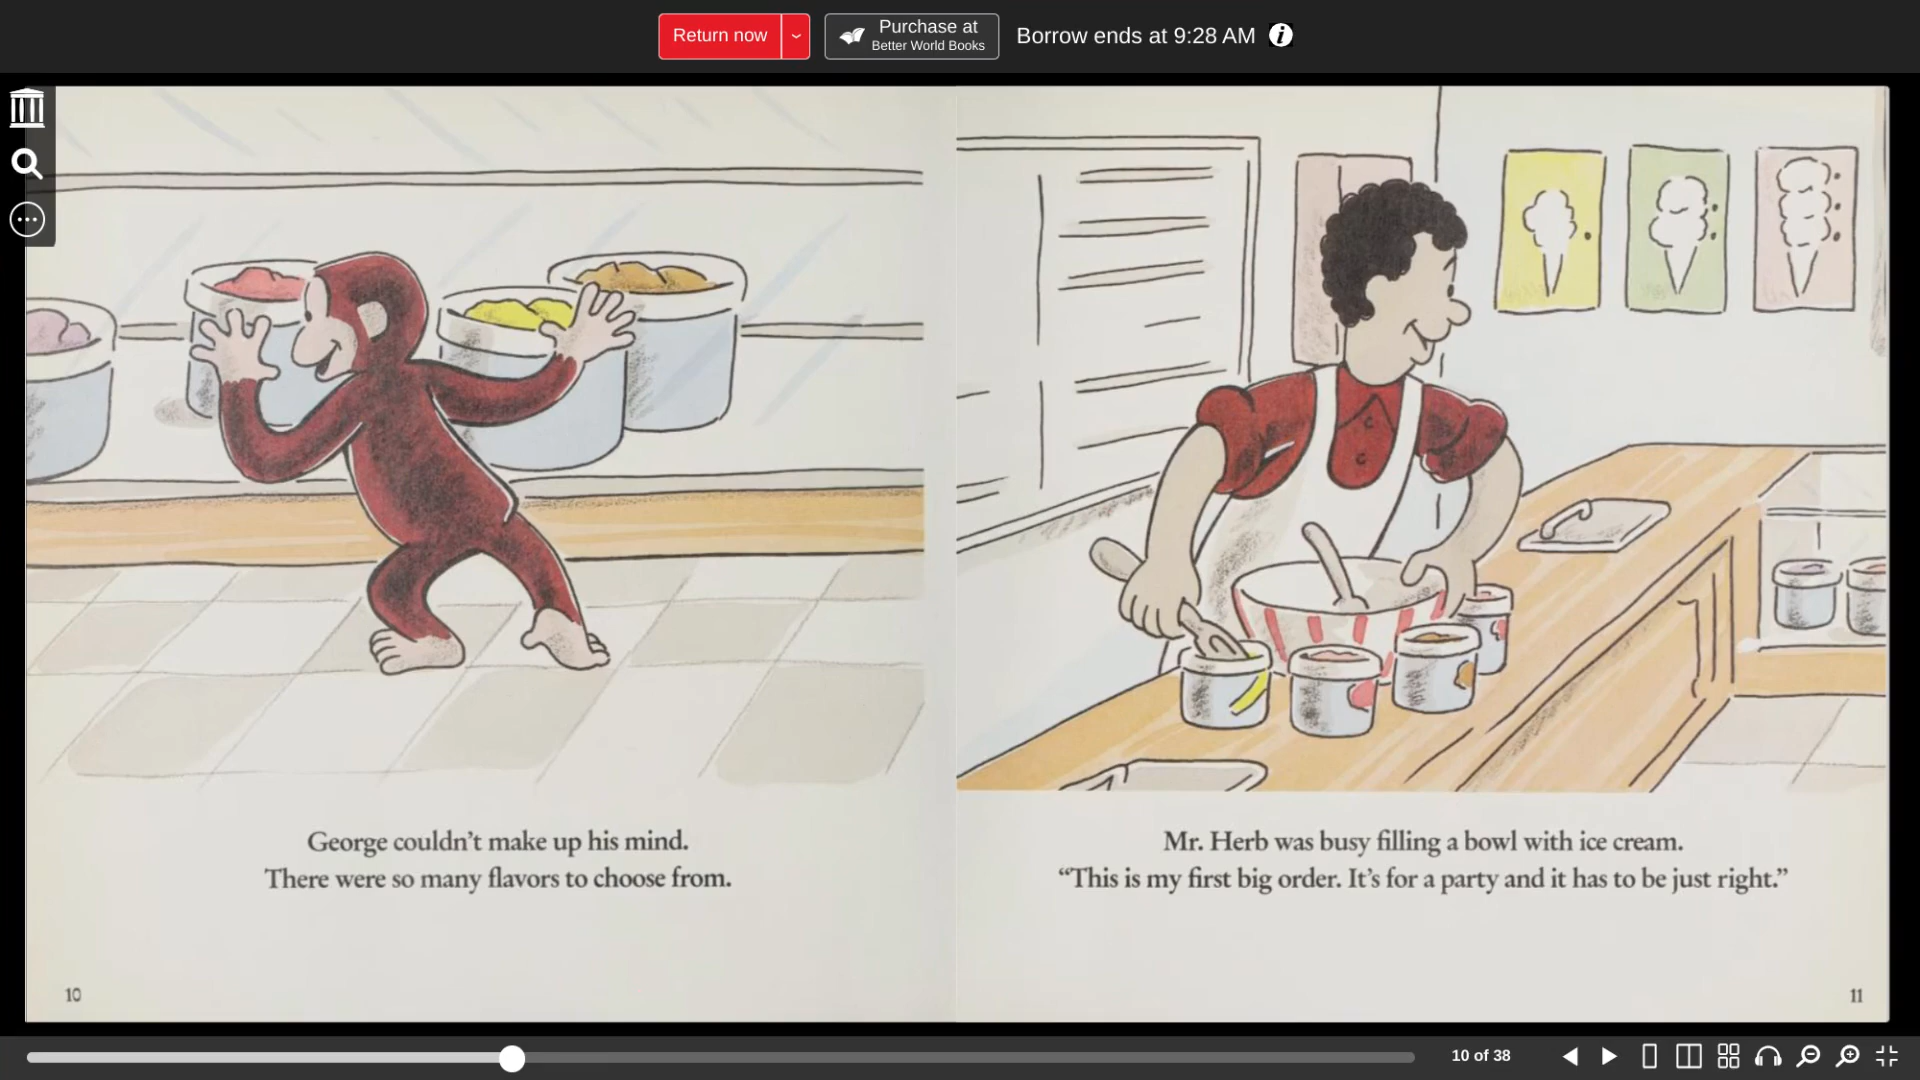 Return now
Purchase at
Better World Books
Borrow ends at 9:28 AM
George couldn't make up his mind.
There were so many flavors to choose from.
10
Mr. Herb was busy filling a bowl with ice cream.
“This is my first big order. It's for a party and it has to be just right.”
11
10 of 38